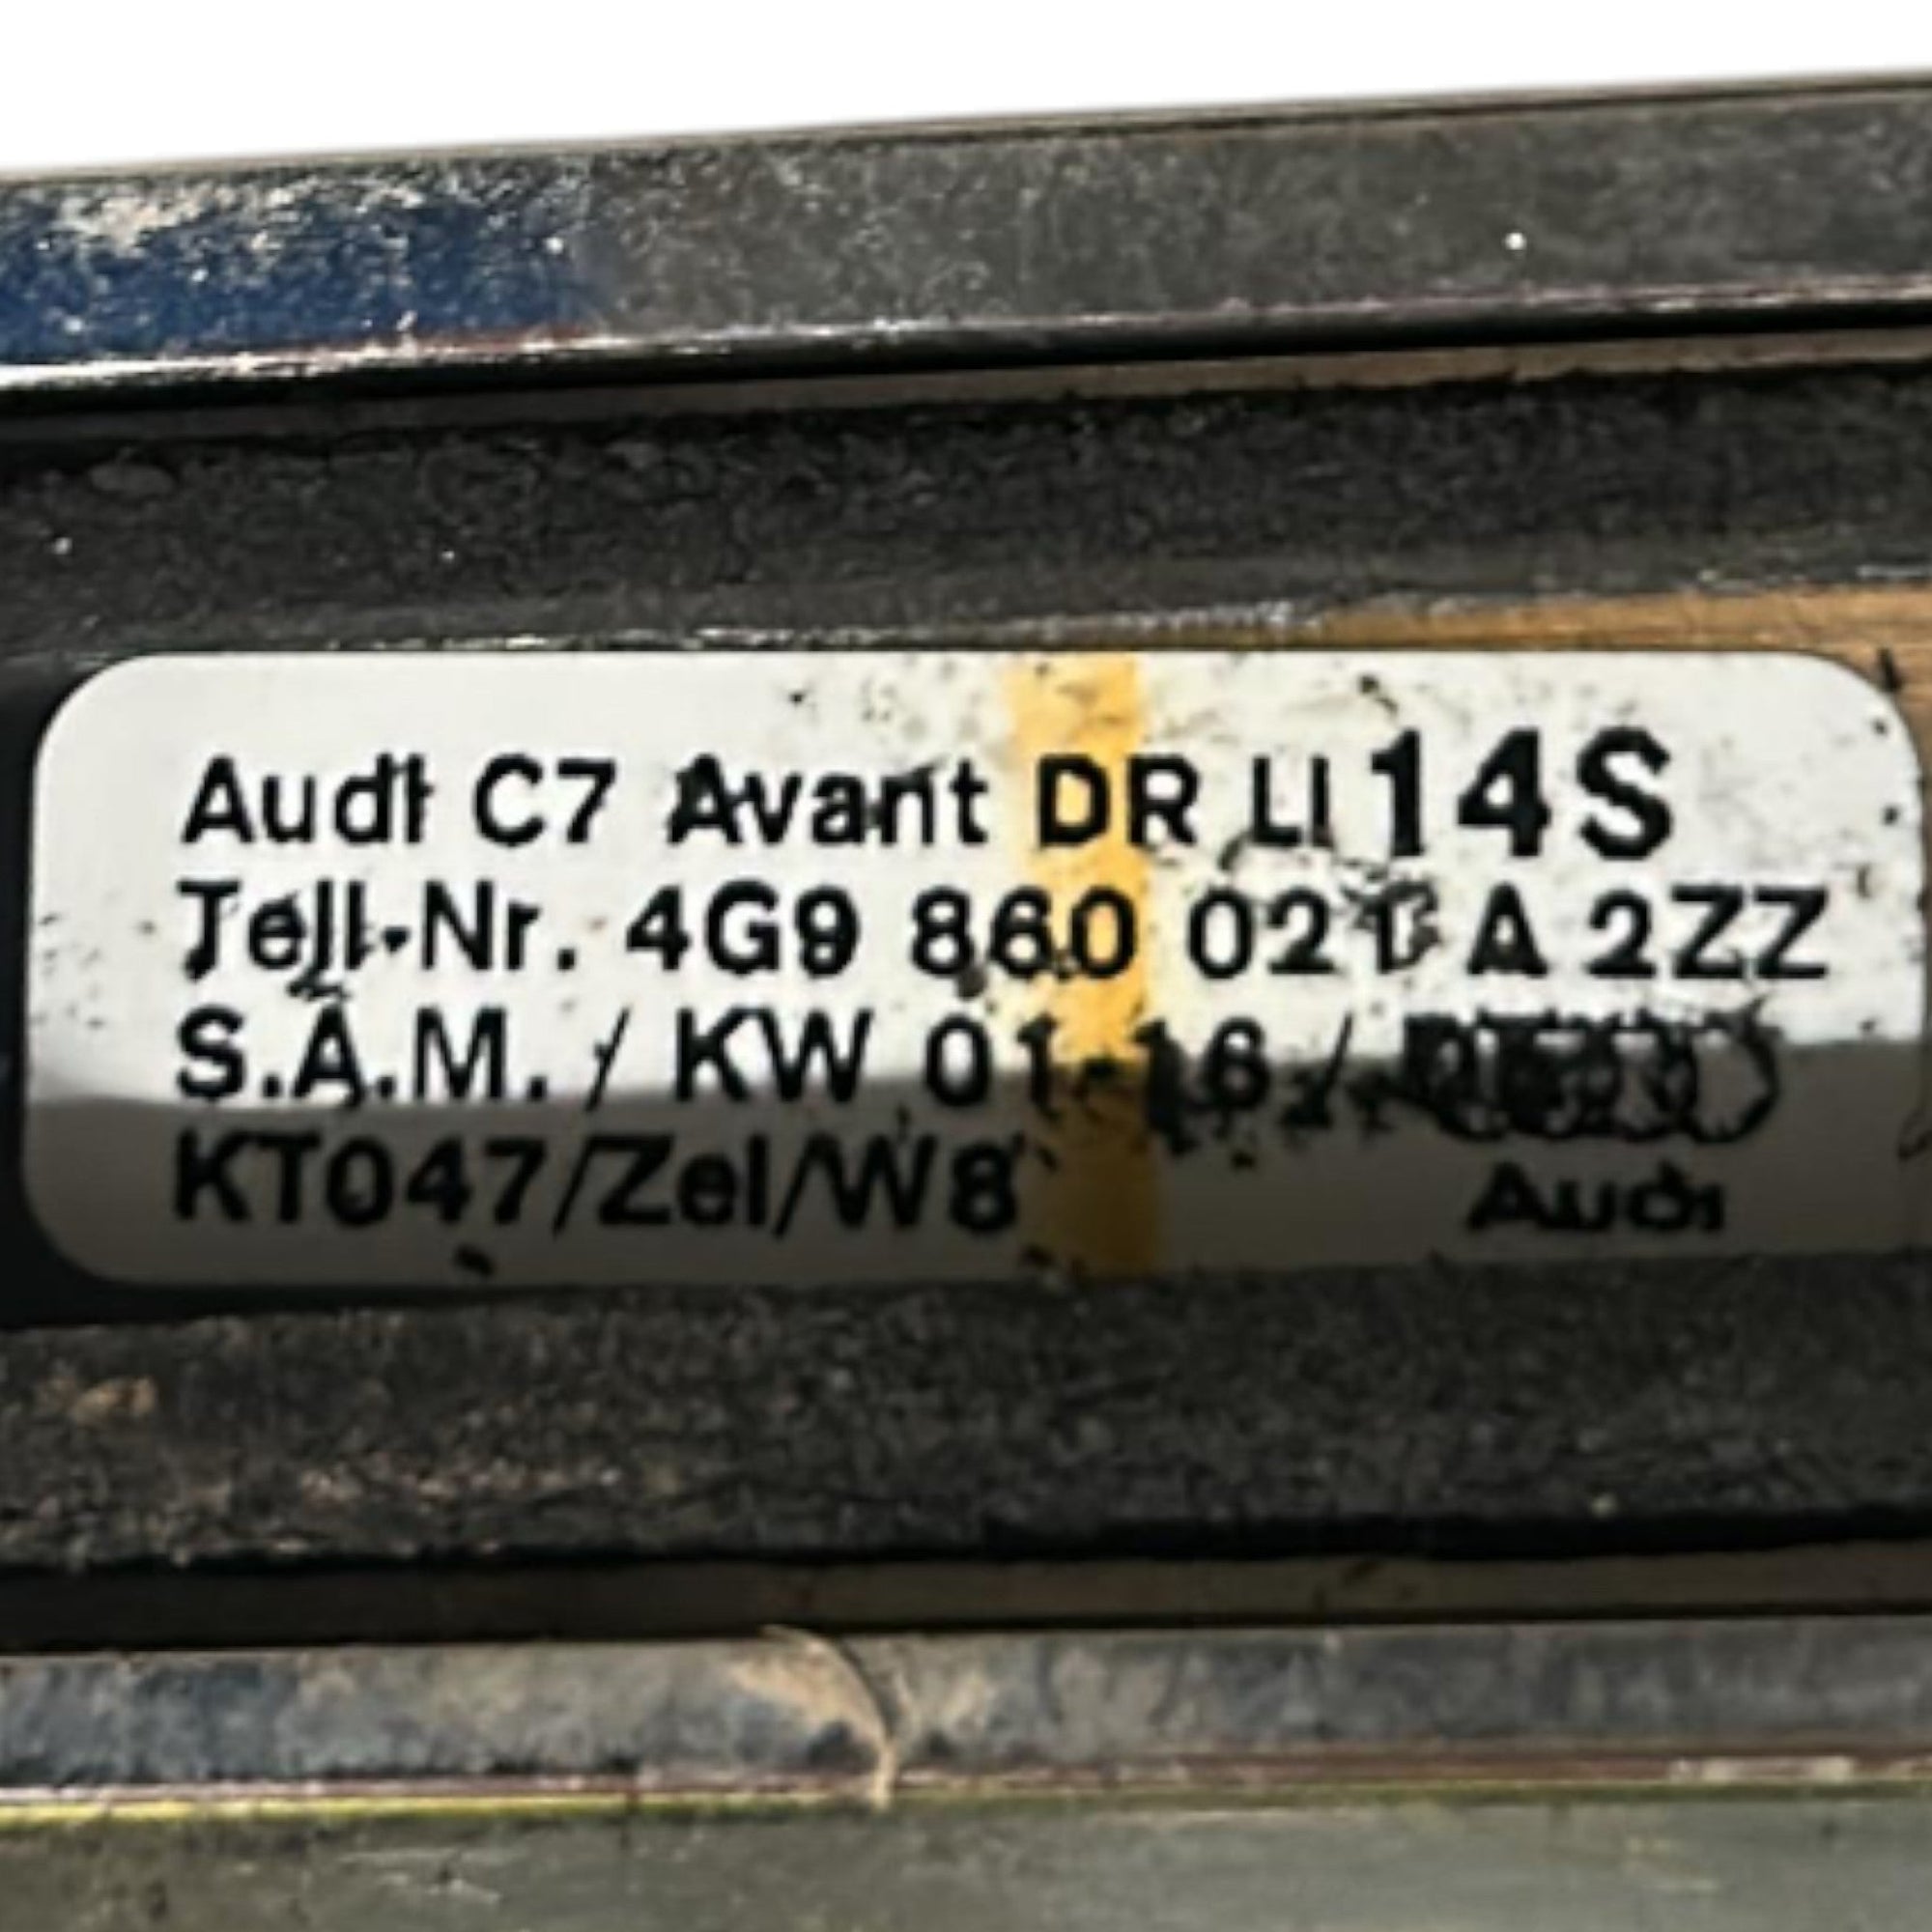 Audi C7 Avant DR LI 14S
Teil-Nr. 4G9 860 021 A 2ZZ
S.A.M. / KW 01-16 /
KT047/Zel/W8
Audi